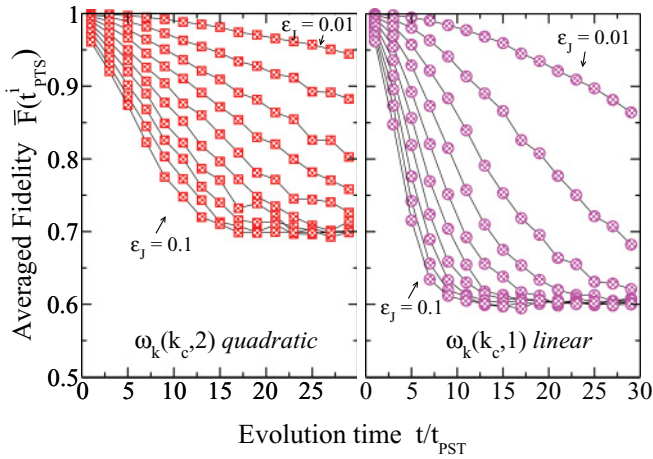 Averaged Fidelity F̄(t^i_PTS)
1
0.9
0.8
0.7
0.6
0.5
ε_J = 0.01
ε_J = 0.1
ω_k(k_c,2) quadratic
0 5 10 15 20 25
ε_J = 0.01
ε_J = 0.1
ω_k(k_c,1) linear
0 5 10 15 20 25 30
Evolution time t/t_PST